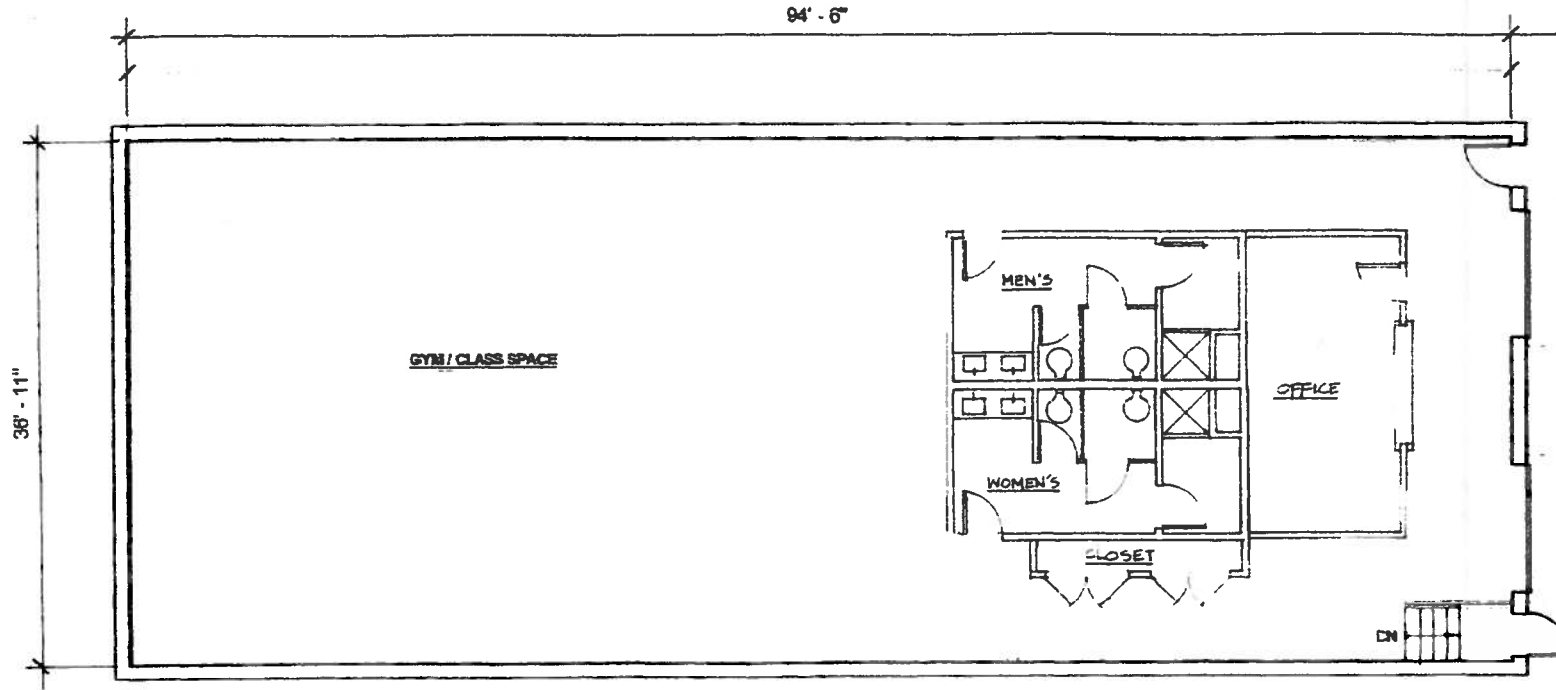 94' - 6"
MEN'S
GYM / CLASS SPACE
36' - 11"
OFFICE
WOMEN'S
CLOSET
DN